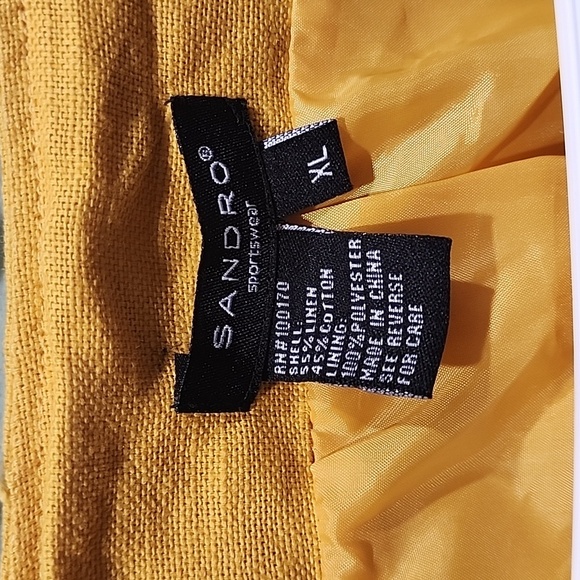 SANDRO®
sportswear
XL
RN#100170
SHELL:
55%LINEN
45%COTTON
LINING:
100%POLYESTER
MADE IN CHINA
SEE REVERSE
FOR CARE